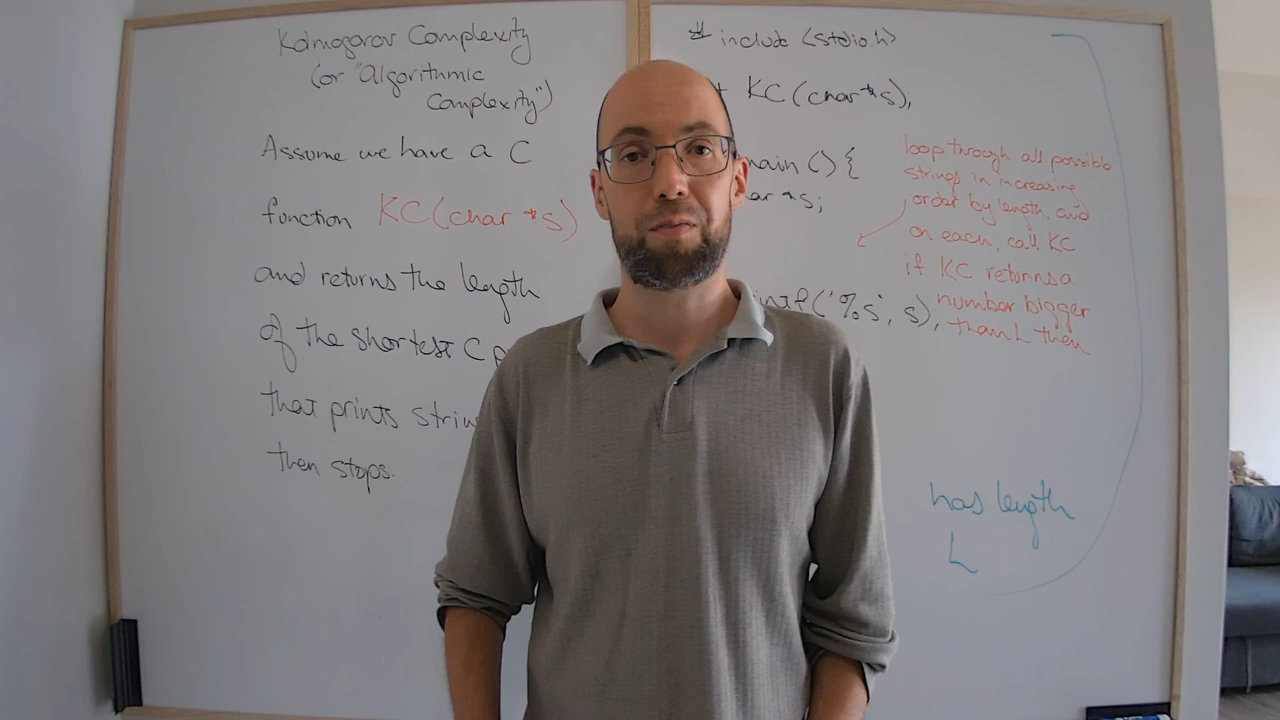 Kolmogorov Complexity
(or "Algorithmic
Complexity")
Assume we have a C
function KC(char *s)
and returns the length
of the shortest C
that prints
then stops.
# include <stdio.h>
KC(char *s);
main () {
*s;
loop through all possible
strings in increasing
order by length, and
on each, call KC
if KC returns a
number bigger
than L then
('%s', s);
has length
L